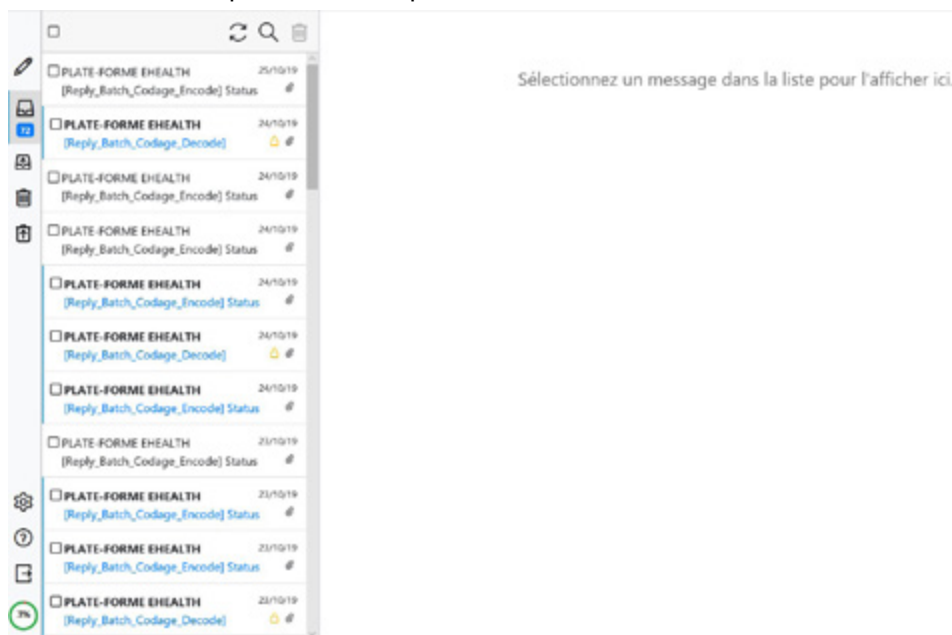 PLATE-FORME EHEALTH 25/10/19
[Reply_Batch_Codage_Encode] Status
PLATE-FORME EHEALTH 24/10/19
[Reply_Batch_Codage_Decode]
PLATE-FORME EHEALTH 24/10/19
[Reply_Batch_Codage_Encode] Status
PLATE-FORME EHEALTH 24/10/19
[Reply_Batch_Codage_Encode] Status
PLATE-FORME EHEALTH 24/10/19
[Reply_Batch_Codage_Encode] Status
PLATE-FORME EHEALTH 24/10/19
[Reply_Batch_Codage_Decode]
PLATE-FORME EHEALTH 24/10/19
[Reply_Batch_Codage_Encode] Status
PLATE-FORME EHEALTH 23/10/19
[Reply_Batch_Codage_Encode] Status
PLATE-FORME EHEALTH 23/10/19
[Reply_Batch_Codage_Encode] Status
PLATE-FORME EHEALTH 23/10/19
[Reply_Batch_Codage_Encode] Status
PLATE-FORME EHEALTH 23/10/19
[Reply_Batch_Codage_Decode]
72
3%
Sélectionnez un message dans la liste pour l'afficher ici.